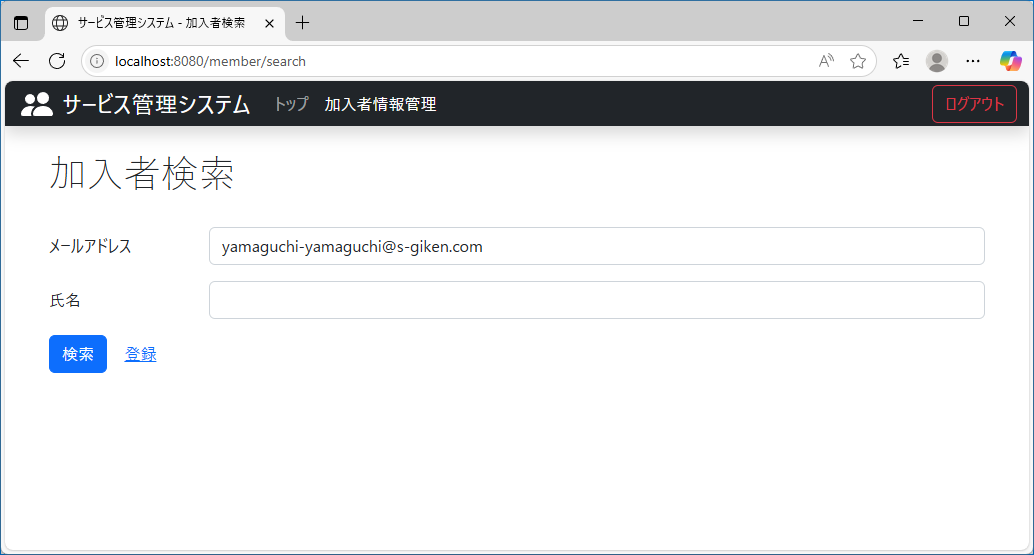 サービス管理システム - 加入者検索
localhost:8080/member/search
サービス管理システム トップ 加入者情報管理 ログアウト
加入者検索
メールアドレス yamaguchi-yamaguchi@s-giken.com
氏名
検索 登録